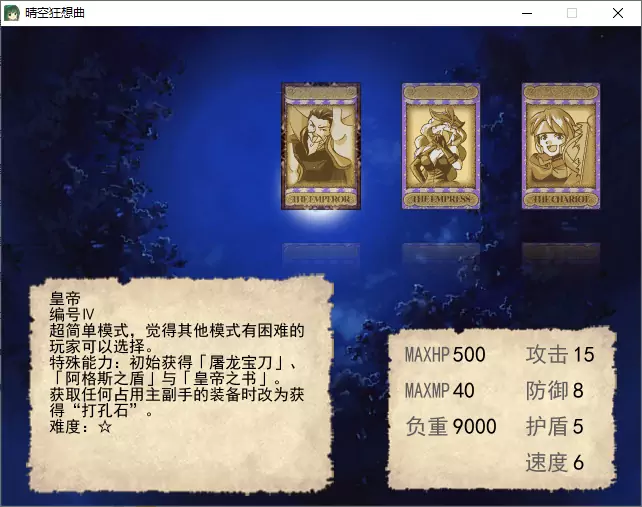 晴空狂想曲
THE EMPEROR
THE EMPRESS
THE CHARIOT
皇帝
编号Ⅳ
超简单模式，觉得其他模式有困难的
玩家可以选择。
特殊能力：初始获得「屠龙宝刀」、
「阿格斯之盾」与「皇帝之书」。
获取任何占用主副手的装备时改为获
得“打孔石”。
难度：☆
MAXHP 500 攻击 15
MAXMP 40 防御 8
负重 9000 护盾 5
速度 6